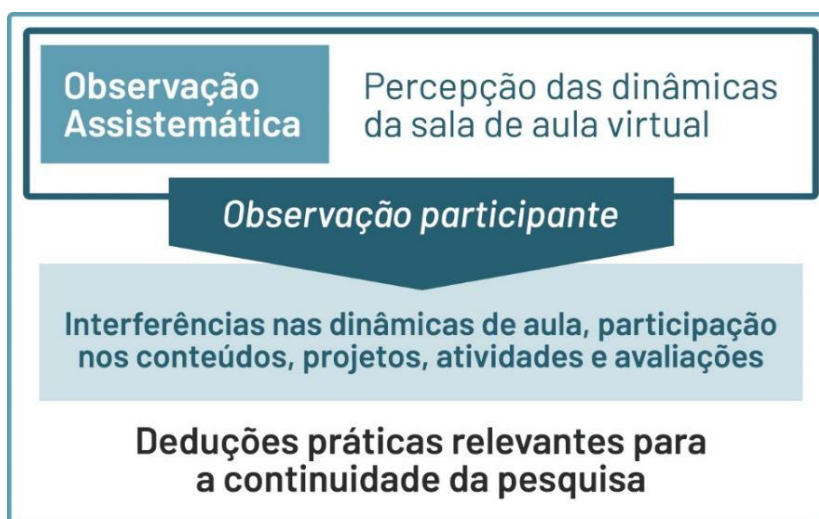 Observação
Assistemática
Percepção das dinâmicas
da sala de aula virtual
Observação participante
Interferências nas dinâmicas de aula, participação
nos conteúdos, projetos, atividades e avaliações
Deduções práticas relevantes para
a continuidade da pesquisa